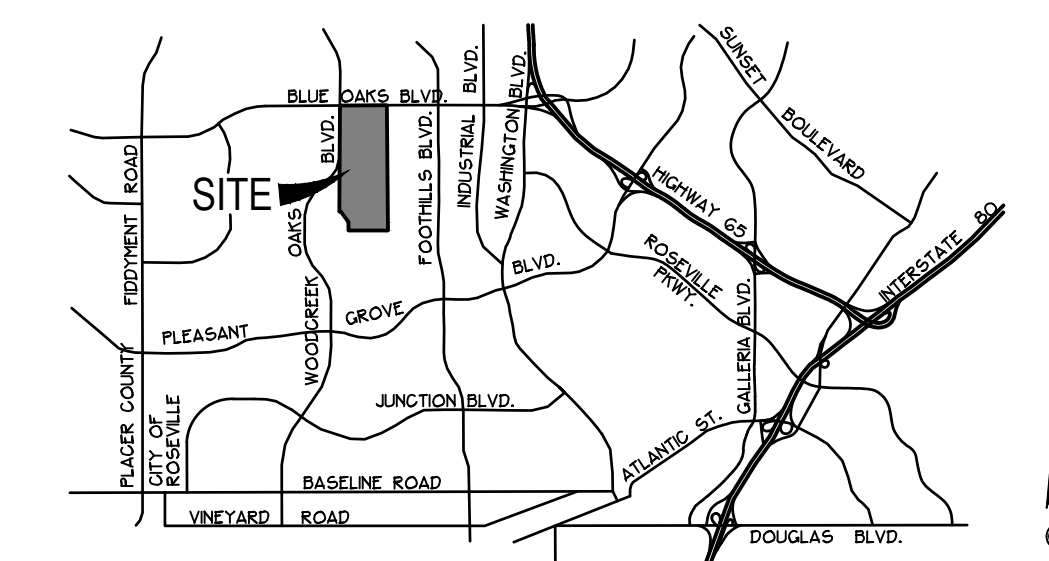 SUNSET
BOULEVARD
BLUE OAKS BLVD.
INDUSTRIAL BLVD.
WASHINGTON BLVD.
FOOTHILLS BLVD.
WOODCREEK OAKS BLVD.
FIDDYMENT ROAD
SITE
HIGHWAY 65
INTERSTATE 80
ROSEVILLE
PKWY.
PLEASANT GROVE BLVD.
GALLERIA BLVD.
JUNCTION BLVD.
ATLANTIC ST.
PLACER COUNTY
CITY OF
ROSEVILLE
BASELINE ROAD
VINEYARD ROAD
DOUGLAS BLVD.